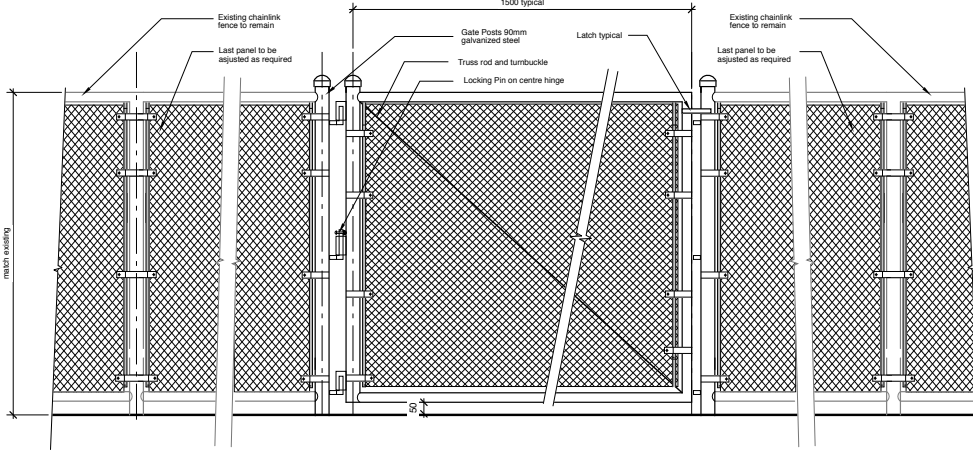 1500 typical
Existing chainlink
fence to remain
Gate Posts 90mm
galvanized steel
Latch typical
Existing chainlink
fence to remain
Last panel to be
asjusted as required
Truss rod and turnbuckle
Last panel to be
asjusted as required
Locking Pin on centre hinge
match existing
50